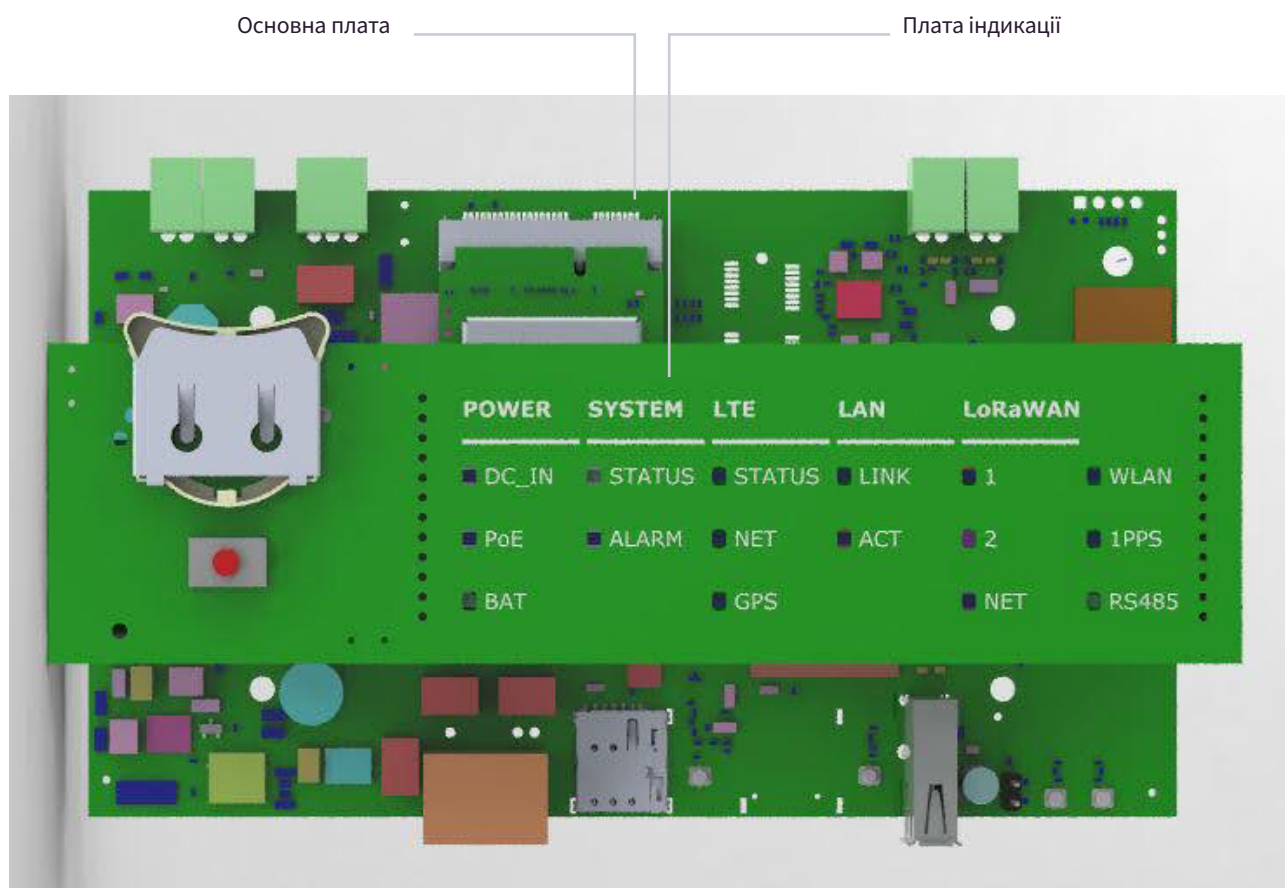 Основна плата Плата індикації
POWER SYSTEM LTE LAN LoRaWAN
DC_IN STATUS STATUS LINK 1 WLAN
PoE ALARM NET ACT 2 1PPS
BAT GPS NET RS485